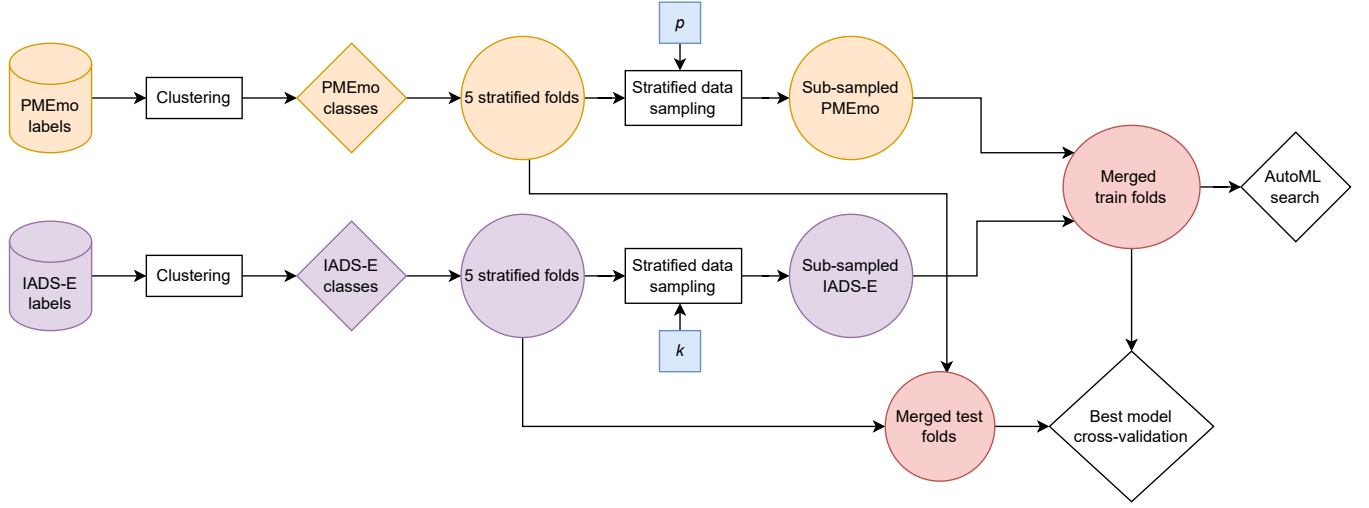 p
PMEmo
labels
Clustering
PMEmo
classes
5 stratified folds
Stratified data
sampling
Sub-sampled
PMEmo
Merged
train folds
AutoML
search
IADS-E
labels
Clustering
IADS-E
classes
5 stratified folds
Stratified data
sampling
Sub-sampled
IADS-E
k
Merged test
folds
Best model
cross-validation